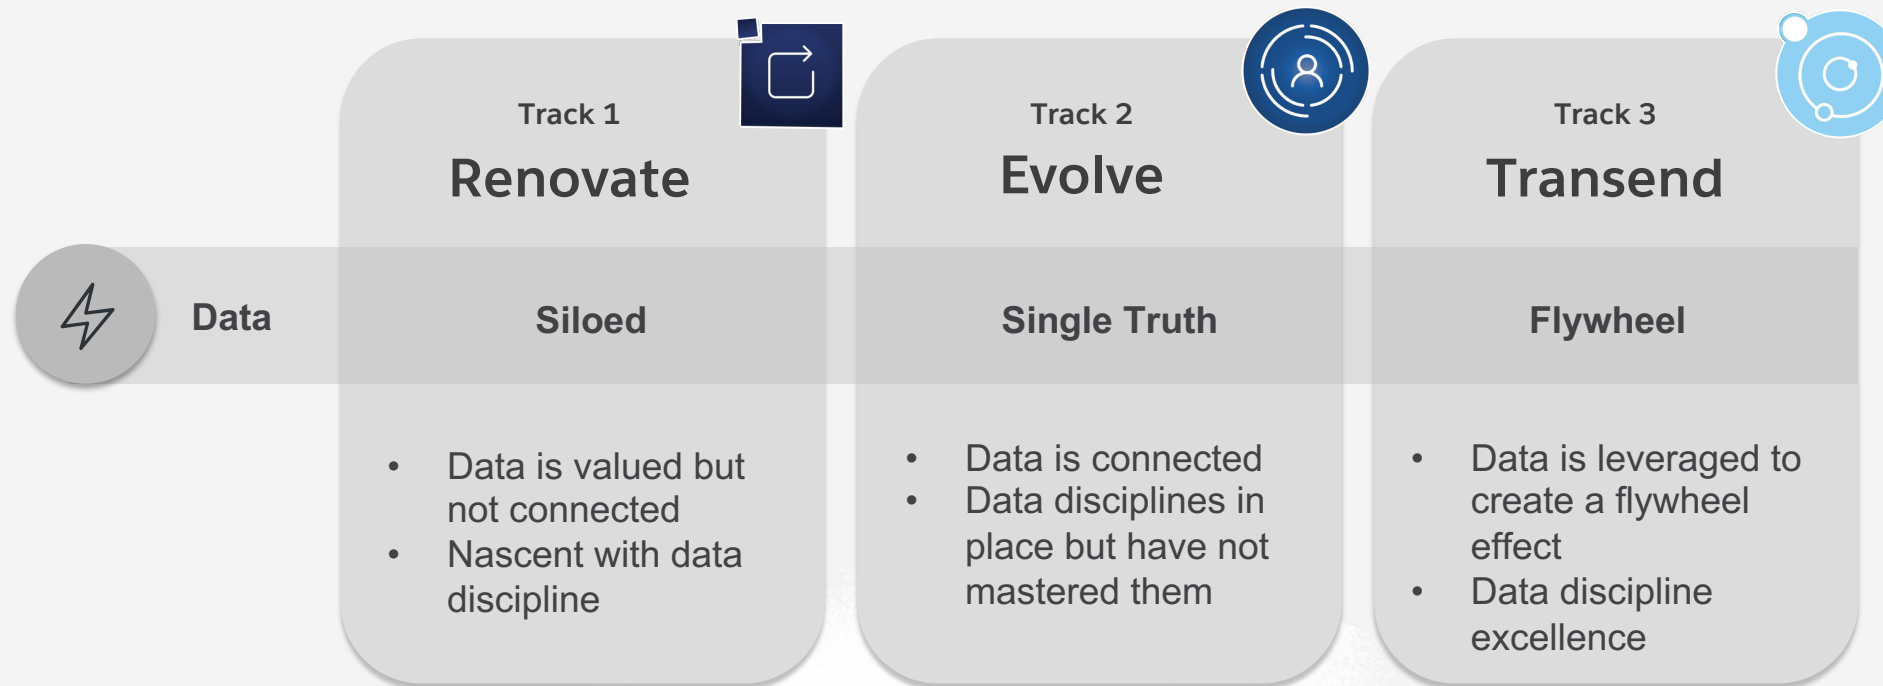 Track 1
Renovate
Track 2
Evolve
Track 3
Transend
Data
Siloed
Single Truth
Flywheel
• Data is valued but
not connected
• Nascent with data
discipline
• Data is connected
• Data disciplines in
place but have not
mastered them
• Data is leveraged to
create a flywheel
effect
• Data discipline
excellence